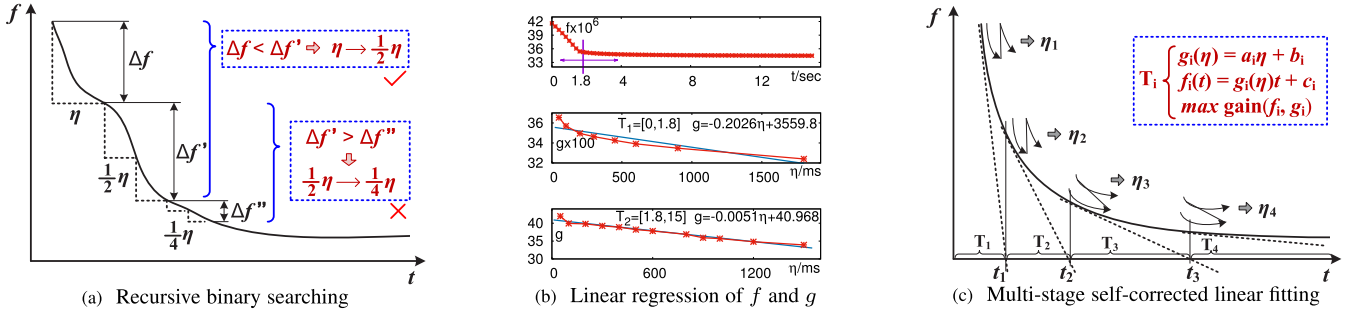 f
Δf
η
Δf'
1/2 η
Δf''
1/4 η
t
Δf < Δf' ⇨ η → 1/2 η
Δf' > Δf''
1/2 η → 1/4 η
(a) Recursive binary searching
42
39
36
33
fx10⁶
0
1.8
4
8
12
t/sec
36
34
32
gx100
T₁=[0,1.8] g=-0.2026η+3559.8
0
500
1000
1500
η/ms
40
35
30
g
T₂=[1.8,15] g=-0.0051η+40.968
0
600
1200
η/ms
(b) Linear regression of f and g
f
η₁
η₂
η₃
η₄
Tᵢ
gᵢ(η) = aᵢη + bᵢ
fᵢ(t) = gᵢ(η)t + cᵢ
max gain(fᵢ, gᵢ)
T₁
T₂
T₃
T₄
t₁
t₂
t₃
t
(c) Multi-stage self-corrected linear fitting